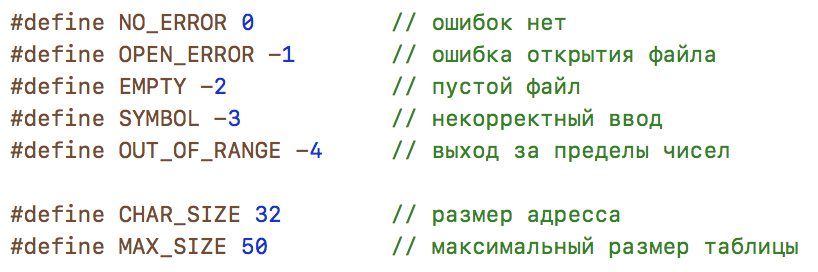 #define NO_ERROR 0 // ошибок нет
#define OPEN_ERROR -1 // ошибка открытия файла
#define EMPTY -2 // пустой файл
#define SYMBOL -3 // некорректный ввод
#define OUT_OF_RANGE -4 // выход за пределы чисел
#define CHAR_SIZE 32 // размер адресса
#define MAX_SIZE 50 // максимальный размер таблицы